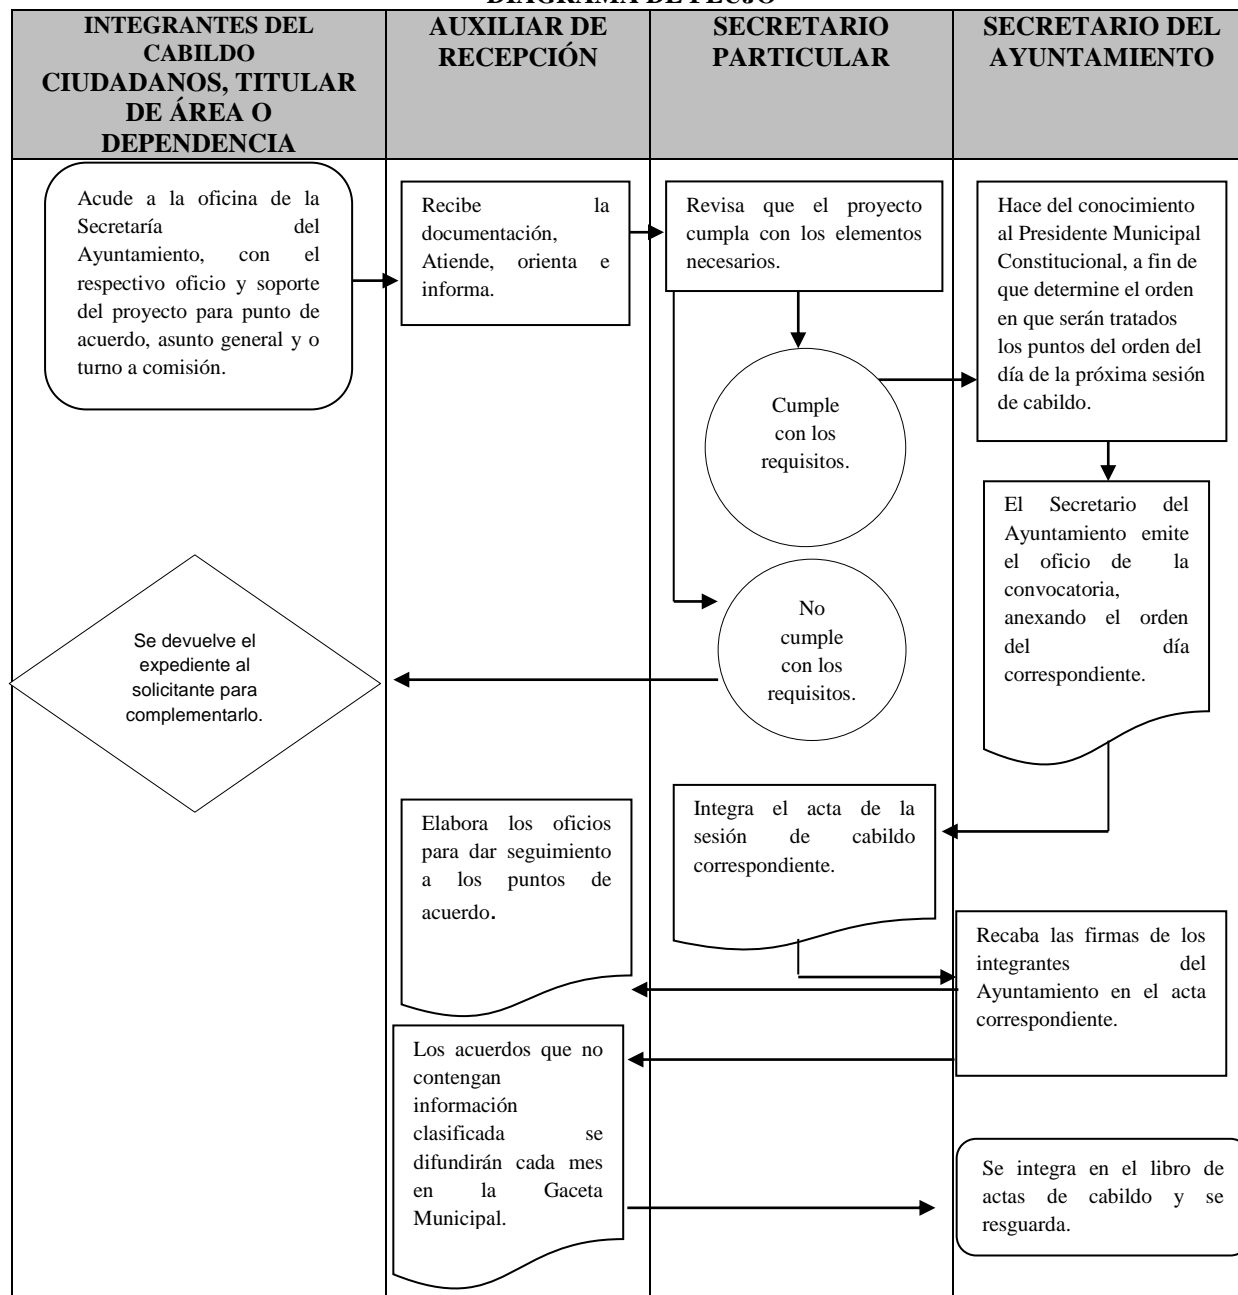 DIAGRAMA DE FLUJO
INTEGRANTES DEL
CABILDO
CIUDADANOS, TITULAR
DE ÁREA O
DEPENDENCIA
AUXILIAR DE
RECEPCIÓN
SECRETARIO
PARTICULAR
SECRETARIO DEL
AYUNTAMIENTO
Acude a la oficina de la
Secretaría del
Ayuntamiento, con el
respectivo oficio y soporte
del proyecto para punto de
acuerdo, asunto general y o
turno a comisión.
Recibe la
documentación,
Atiende, orienta e
informa.
Revisa que el proyecto
cumpla con los elementos
necesarios.
Hace del conocimiento
al Presidente Municipal
Constitucional, a fin de
que determine el orden
en que serán tratados
los puntos del orden del
día de la próxima sesión
de cabildo.
Cumple
con los
requisitos.
El Secretario del
Ayuntamiento emite
el oficio de la
convocatoria,
anexando el orden
del día
correspondiente.
No
cumple
con los
requisitos.
Se devuelve el
expediente al
solicitante para
complementarlo.
Integra el acta de la
sesión de cabildo
correspondiente.
Elabora los oficios
para dar seguimiento
a los puntos de
acuerdo.
Recaba las firmas de los
integrantes del
Ayuntamiento en el acta
correspondiente.
Los acuerdos que no
contengan
información
clasificada se
difundirán cada mes
en la Gaceta
Municipal.
Se integra en el libro de
actas de cabildo y se
resguarda.